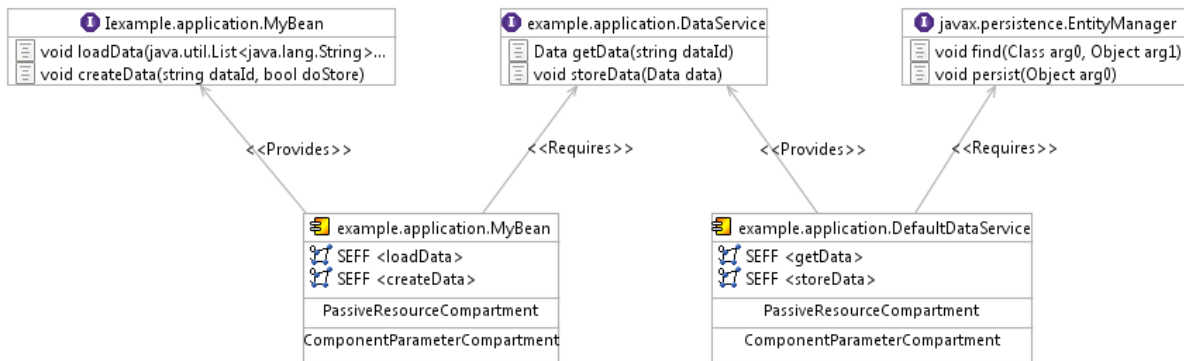 Iexample.application.MyBean
void loadData(java.util.List<java.lang.String>...
void createData(string dataId, bool doStore)
example.application.DataService
Data getData(string dataId)
void storeData(Data data)
javax.persistence.EntityManager
void find(Class arg0, Object arg1)
void persist(Object arg0)
<<Provides>>
<<Requires>>
<<Provides>>
<<Requires>>
example.application.MyBean
SEFF <loadData>
SEFF <createData>
PassiveResourceCompartment
ComponentParameterCompartment
example.application.DefaultDataService
SEFF <getData>
SEFF <storeData>
PassiveResourceCompartment
ComponentParameterCompartment